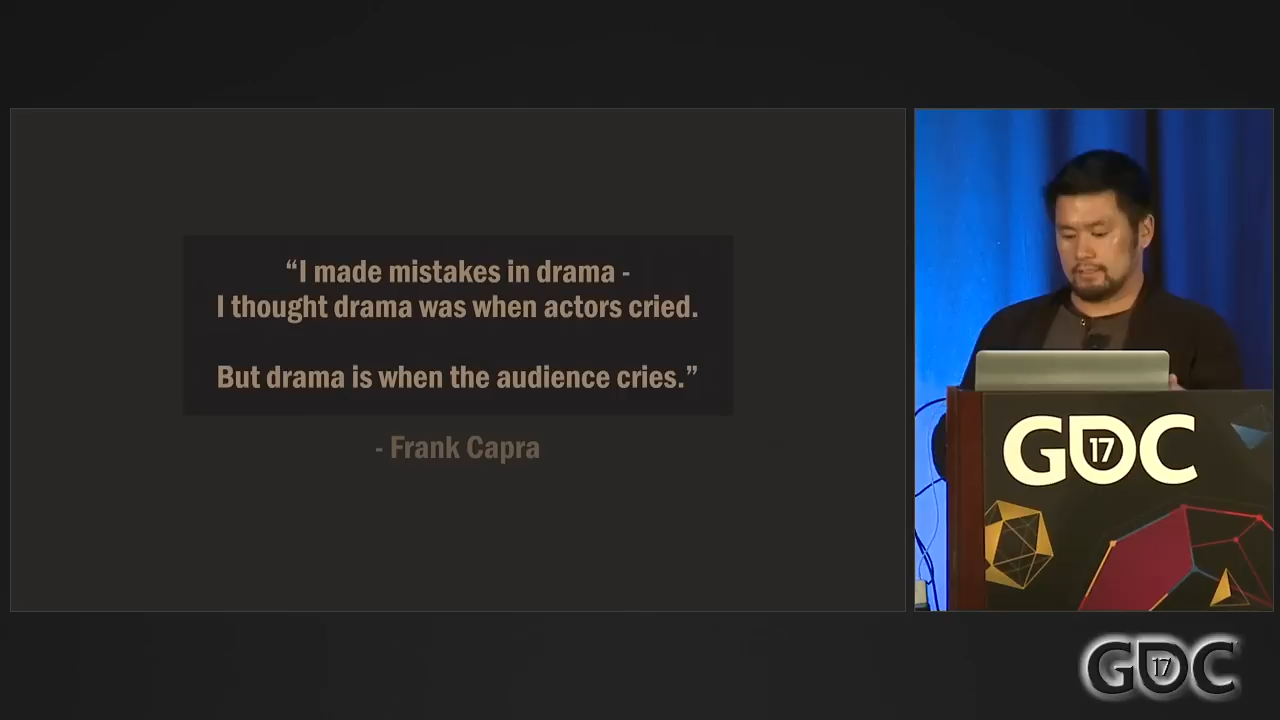 “I made mistakes in drama -
I thought drama was when actors cried.
But drama is when the audience cries.”
- Frank Capra
GDC
17
GDC
17